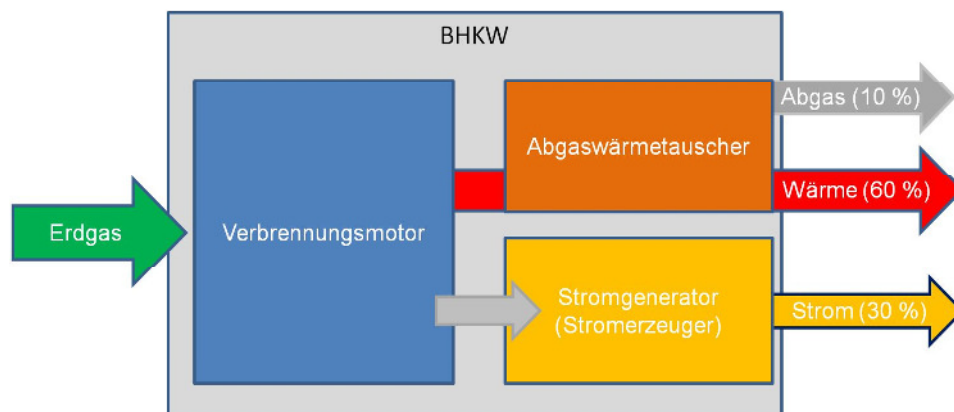 BHKW
Erdgas
Verbrennungsmotor
Abgaswärmetauscher
Stromgenerator
(Stromerzeuger)
Abgas (10 %)
Wärme (60 %)
Strom (30 %)